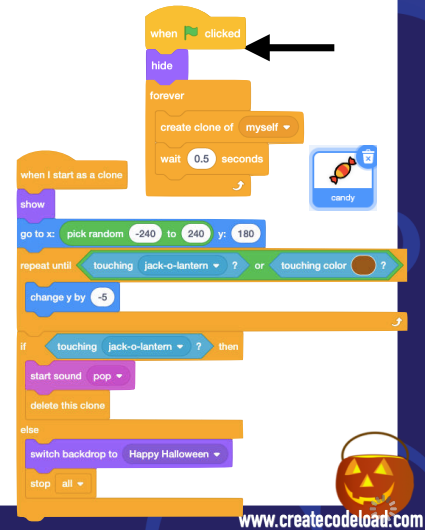 when clicked
hide
forever
create clone of myself
wait 0.5 seconds
candy
when I start as a clone
show
go to x: pick random -240 to 240 y: 180
repeat until touching jack-o-lantern ? or touching color ?
change y by -5
if touching jack-o-lantern ? then
start sound pop
delete this clone
else
switch backdrop to Happy Halloween
stop all
www.createcodeload.com